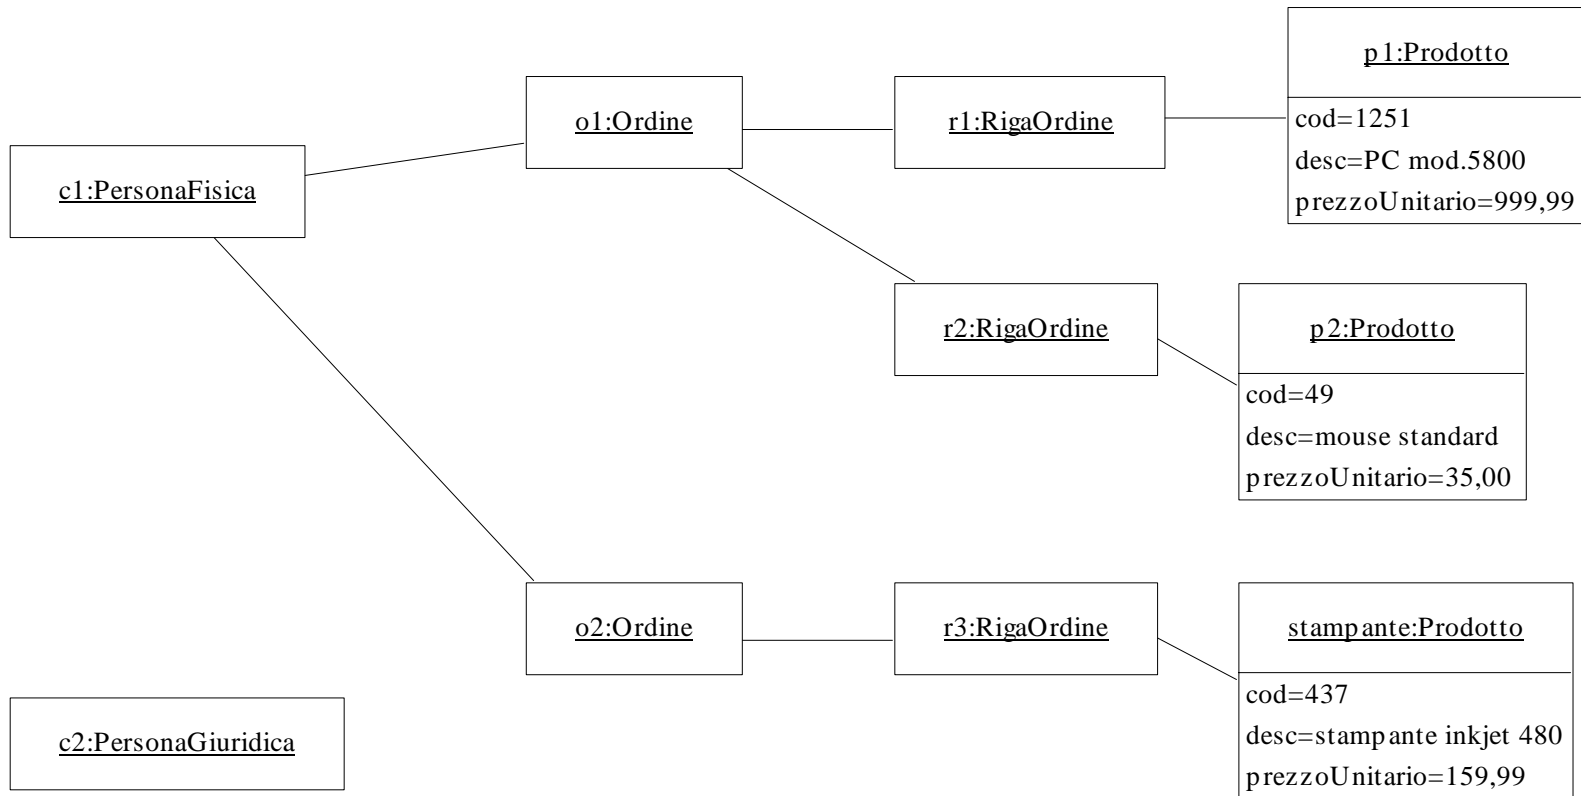 p1:Prodotto
cod=1251
desc=PC mod.5800
prezzoUnitario=999,99
o1:Ordine
r1:RigaOrdine
c1:PersonaFisica
r2:RigaOrdine
p2:Prodotto
cod=49
desc=mouse standard
prezzoUnitario=35,00
o2:Ordine
r3:RigaOrdine
stampante:Prodotto
cod=437
desc=stampante inkjet 480
prezzoUnitario=159,99
c2:PersonaGiuridica